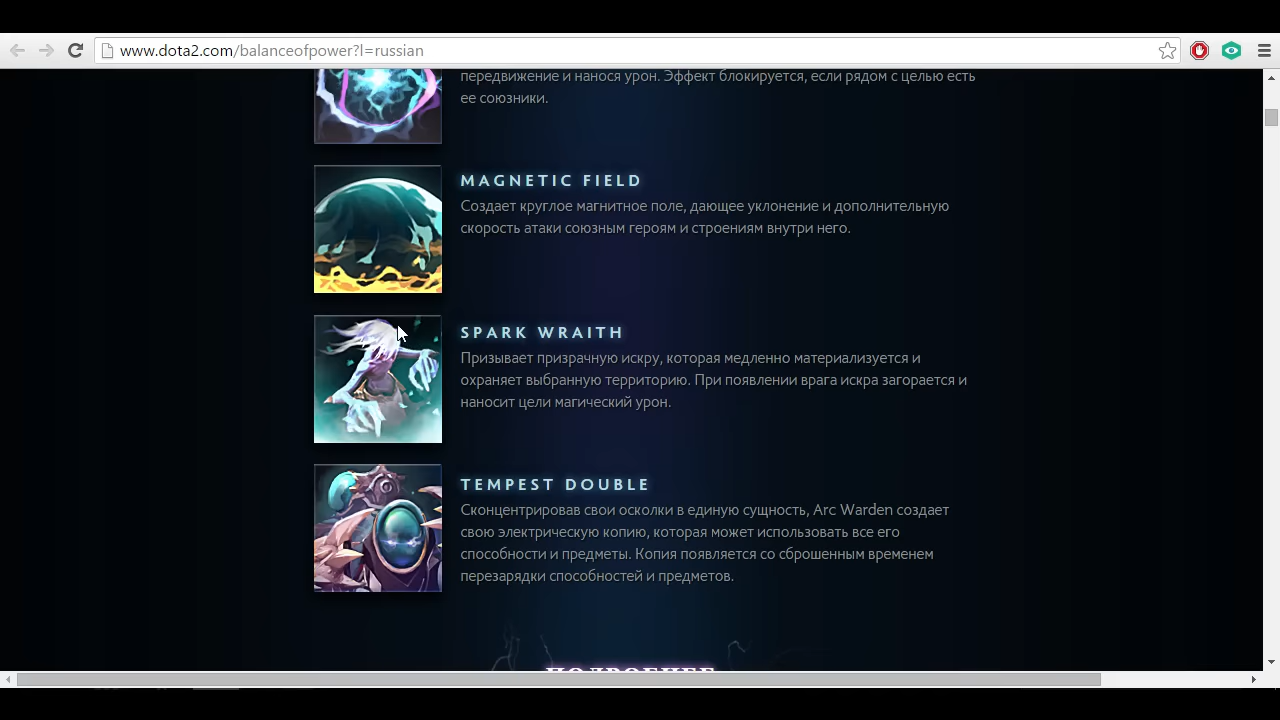 www.dota2.com/balanceofpower?l=russian
передвижение и нанося урон. Эффект блокируется, если рядом с целью есть
ее союзники.
MAGNETIC FIELD
Создает круглое магнитное поле, дающее уклонение и дополнительную
скорость атаки союзным героям и строениям внутри него.
SPARK WRAITH
Призывает призрачную искру, которая медленно материализуется и
охраняет выбранную территорию. При появлении врага искра загорается и
наносит цели магический урон.
TEMPEST DOUBLE
Сконцентрировав свои осколки в единую сущность, Arc Warden создает
свою электрическую копию, которая может использовать все его
способности и предметы. Копия появляется со сброшенным временем
перезарядки способностей и предметов.
ПОДРОБНЕЕ